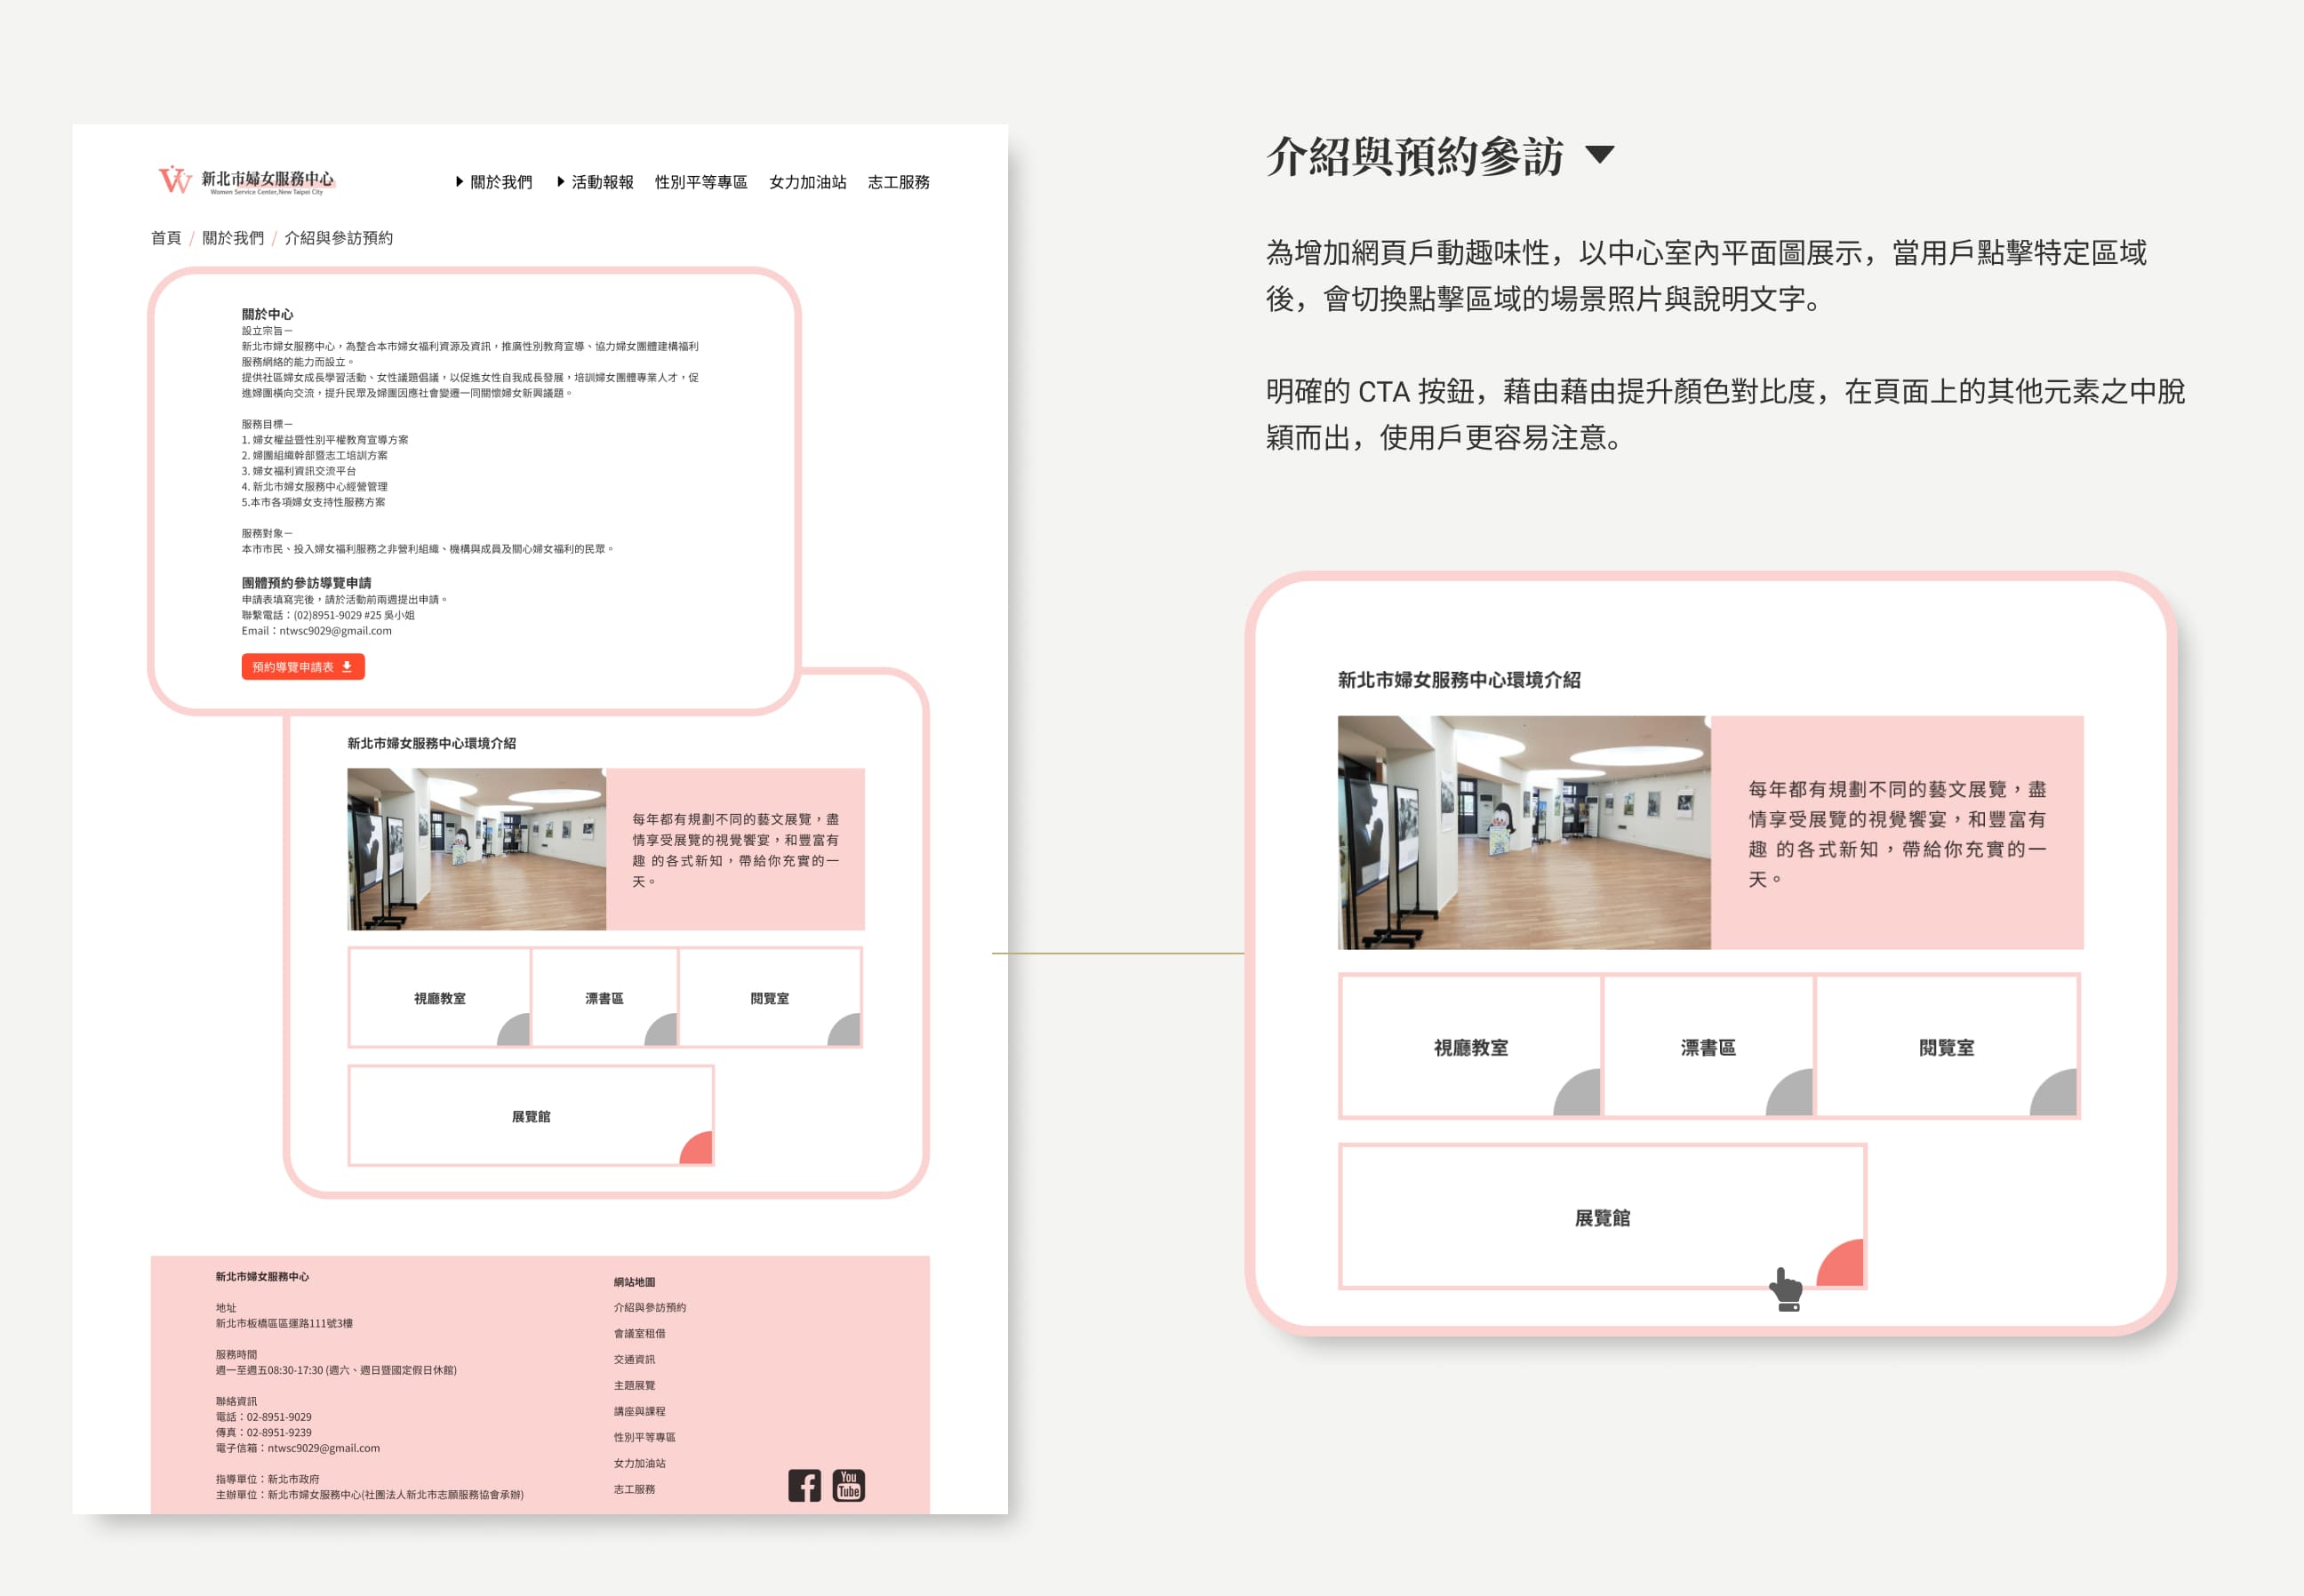 新北市婦女服務中心
Women Service Center,New Taipei City
關於我們 活動報報 性別平等專區 女力加油站 志工服務
首頁 / 關於我們 / 介紹與參訪預約
關於中心
設立宗旨—
新北市婦女服務中心，為整合本市婦女福利資源及資訊，推廣性別教育宣導、協力婦女團體建構福利
服務網絡的能力而設立。
提供社區婦女成長學習活動、女性議題倡議，以促進女性自我成長發展，培訓婦女團體專業人才，促
進婦團橫向交流，提升民眾及婦團因應社會變遷一同關懷婦女新興議題。
服務目標—
1. 婦女權益暨性別平權教育宣導方案
2. 婦團組織幹部暨志工培訓方案
3. 婦女福利資訊交流平台
4. 新北市婦女服務中心經營管理
5.本市各項婦女支持性服務方案
服務對象—
本市市民、投入婦女福利服務之非營利組織、機構與成員及關心婦女福利的民眾。
團體預約參訪導覽申請
申請表填寫完後，請於活動前兩週提出申請。
聯繫電話：(02)8951-9029 #25 吳小姐
Email：ntwsc9029@gmail.com
預約導覽申請表
新北市婦女服務中心環境介紹
每年都有規劃不同的藝文展覽，盡
情享受展覽的視覺饗宴，和豐富有
趣 的各式新知，帶給你充實的一
天。
視廳教室
漂書區
閱覽室
展覽館
新北市婦女服務中心
地址
新北市板橋區區運路111號3樓
服務時間
週一至週五08:30-17:30 (週六、週日暨國定假日休館)
聯絡資訊
電話：02-8951-9029
傳真：02-8951-9239
電子信箱：ntwsc9029@gmail.com
指導單位：新北市政府
主辦單位：新北市婦女服務中心(社團法人新北市志願服務協會承辦)
網站地圖
介紹與參訪預約
會議室租借
交通資訊
主題展覽
講座與課程
性別平等專區
女力加油站
志工服務
f
You
Tube
介紹與預約參訪
為增加網頁戶動趣味性，以中心室內平面圖展示，當用戶點擊特定區域
後，會切換點擊區域的場景照片與說明文字。
明確的 CTA 按鈕，藉由藉由提升顏色對比度，在頁面上的其他元素之中脫
穎而出，使用戶更容易注意。
新北市婦女服務中心環境介紹
每年都有規劃不同的藝文展覽，盡
情享受展覽的視覺饗宴，和豐富有
趣 的各式新知，帶給你充實的一
天。
視廳教室
漂書區
閱覽室
展覽館